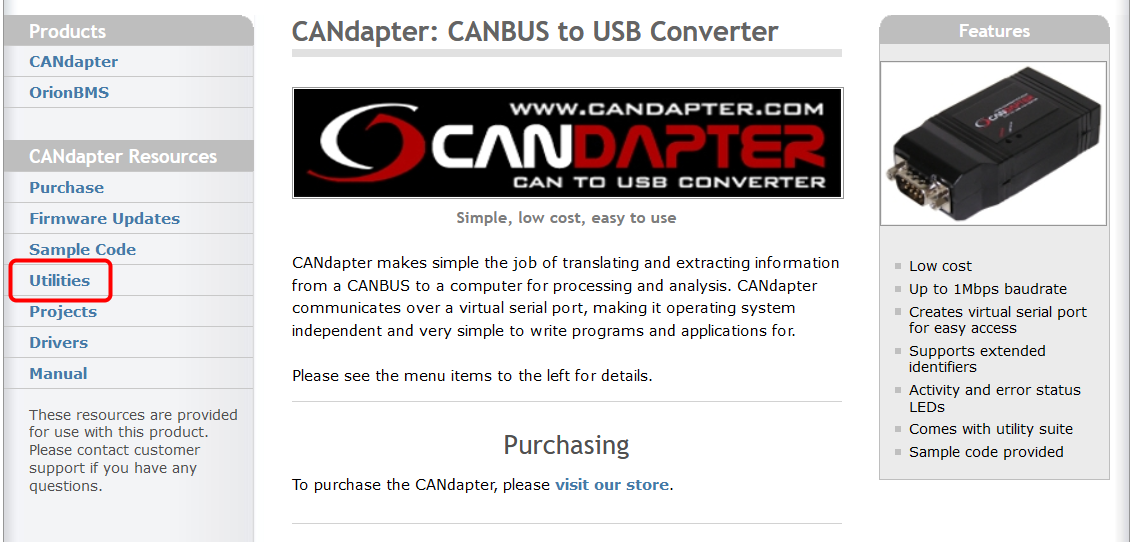 Products
CANdapter
OrionBMS
CANdapter Resources
Purchase
Firmware Updates
Sample Code
Utilities
Projects
Drivers
Manual
These resources are provided
for use with this product.
Please contact customer
support if you have any
questions.
CANdapter: CANBUS to USB Converter
WWW.CANDAPTER.COM
CANDAPTER
CAN TO USB CONVERTER
Simple, low cost, easy to use
CANdapter makes simple the job of translating and extracting information
from a CANBUS to a computer for processing and analysis. CANdapter
communicates over a virtual serial port, making it operating system
independent and very simple to write programs and applications for.
Please see the menu items to the left for details.
Purchasing
To purchase the CANdapter, please visit our store.
Features
CANDAPTER
Low cost
Up to 1Mbps baudrate
Creates virtual serial port
for easy access
Supports extended
identifiers
Activity and error status
LEDs
Comes with utility suite
Sample code provided